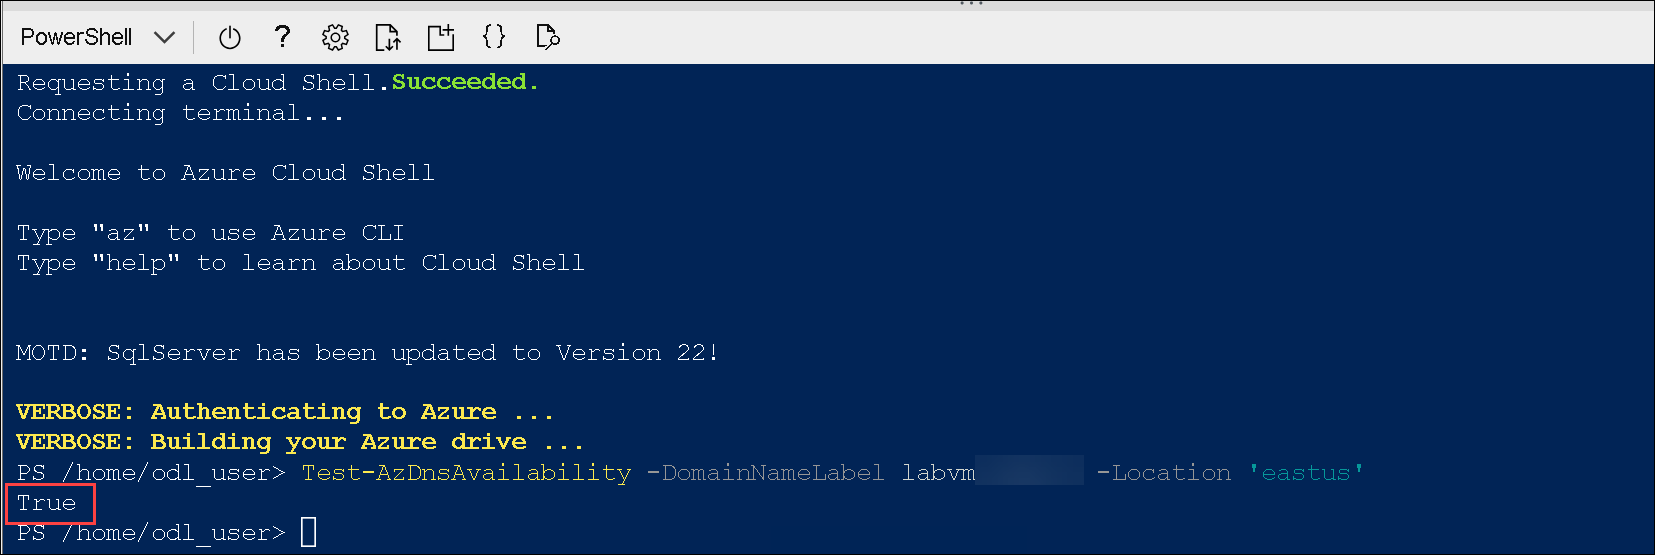 PowerShell
Requesting a Cloud Shell.Succeeded.
Connecting terminal...
Welcome to Azure Cloud Shell
Type "az" to use Azure CLI
Type "help" to learn about Cloud Shell
MOTD: SqlServer has been updated to Version 22!
VERBOSE: Authenticating to Azure ...
VERBOSE: Building your Azure drive ...
PS /home/odl_user> Test-AzDnsAvailability -DomainNameLabel labvm -Location 'eastus'
True
PS /home/odl_user>